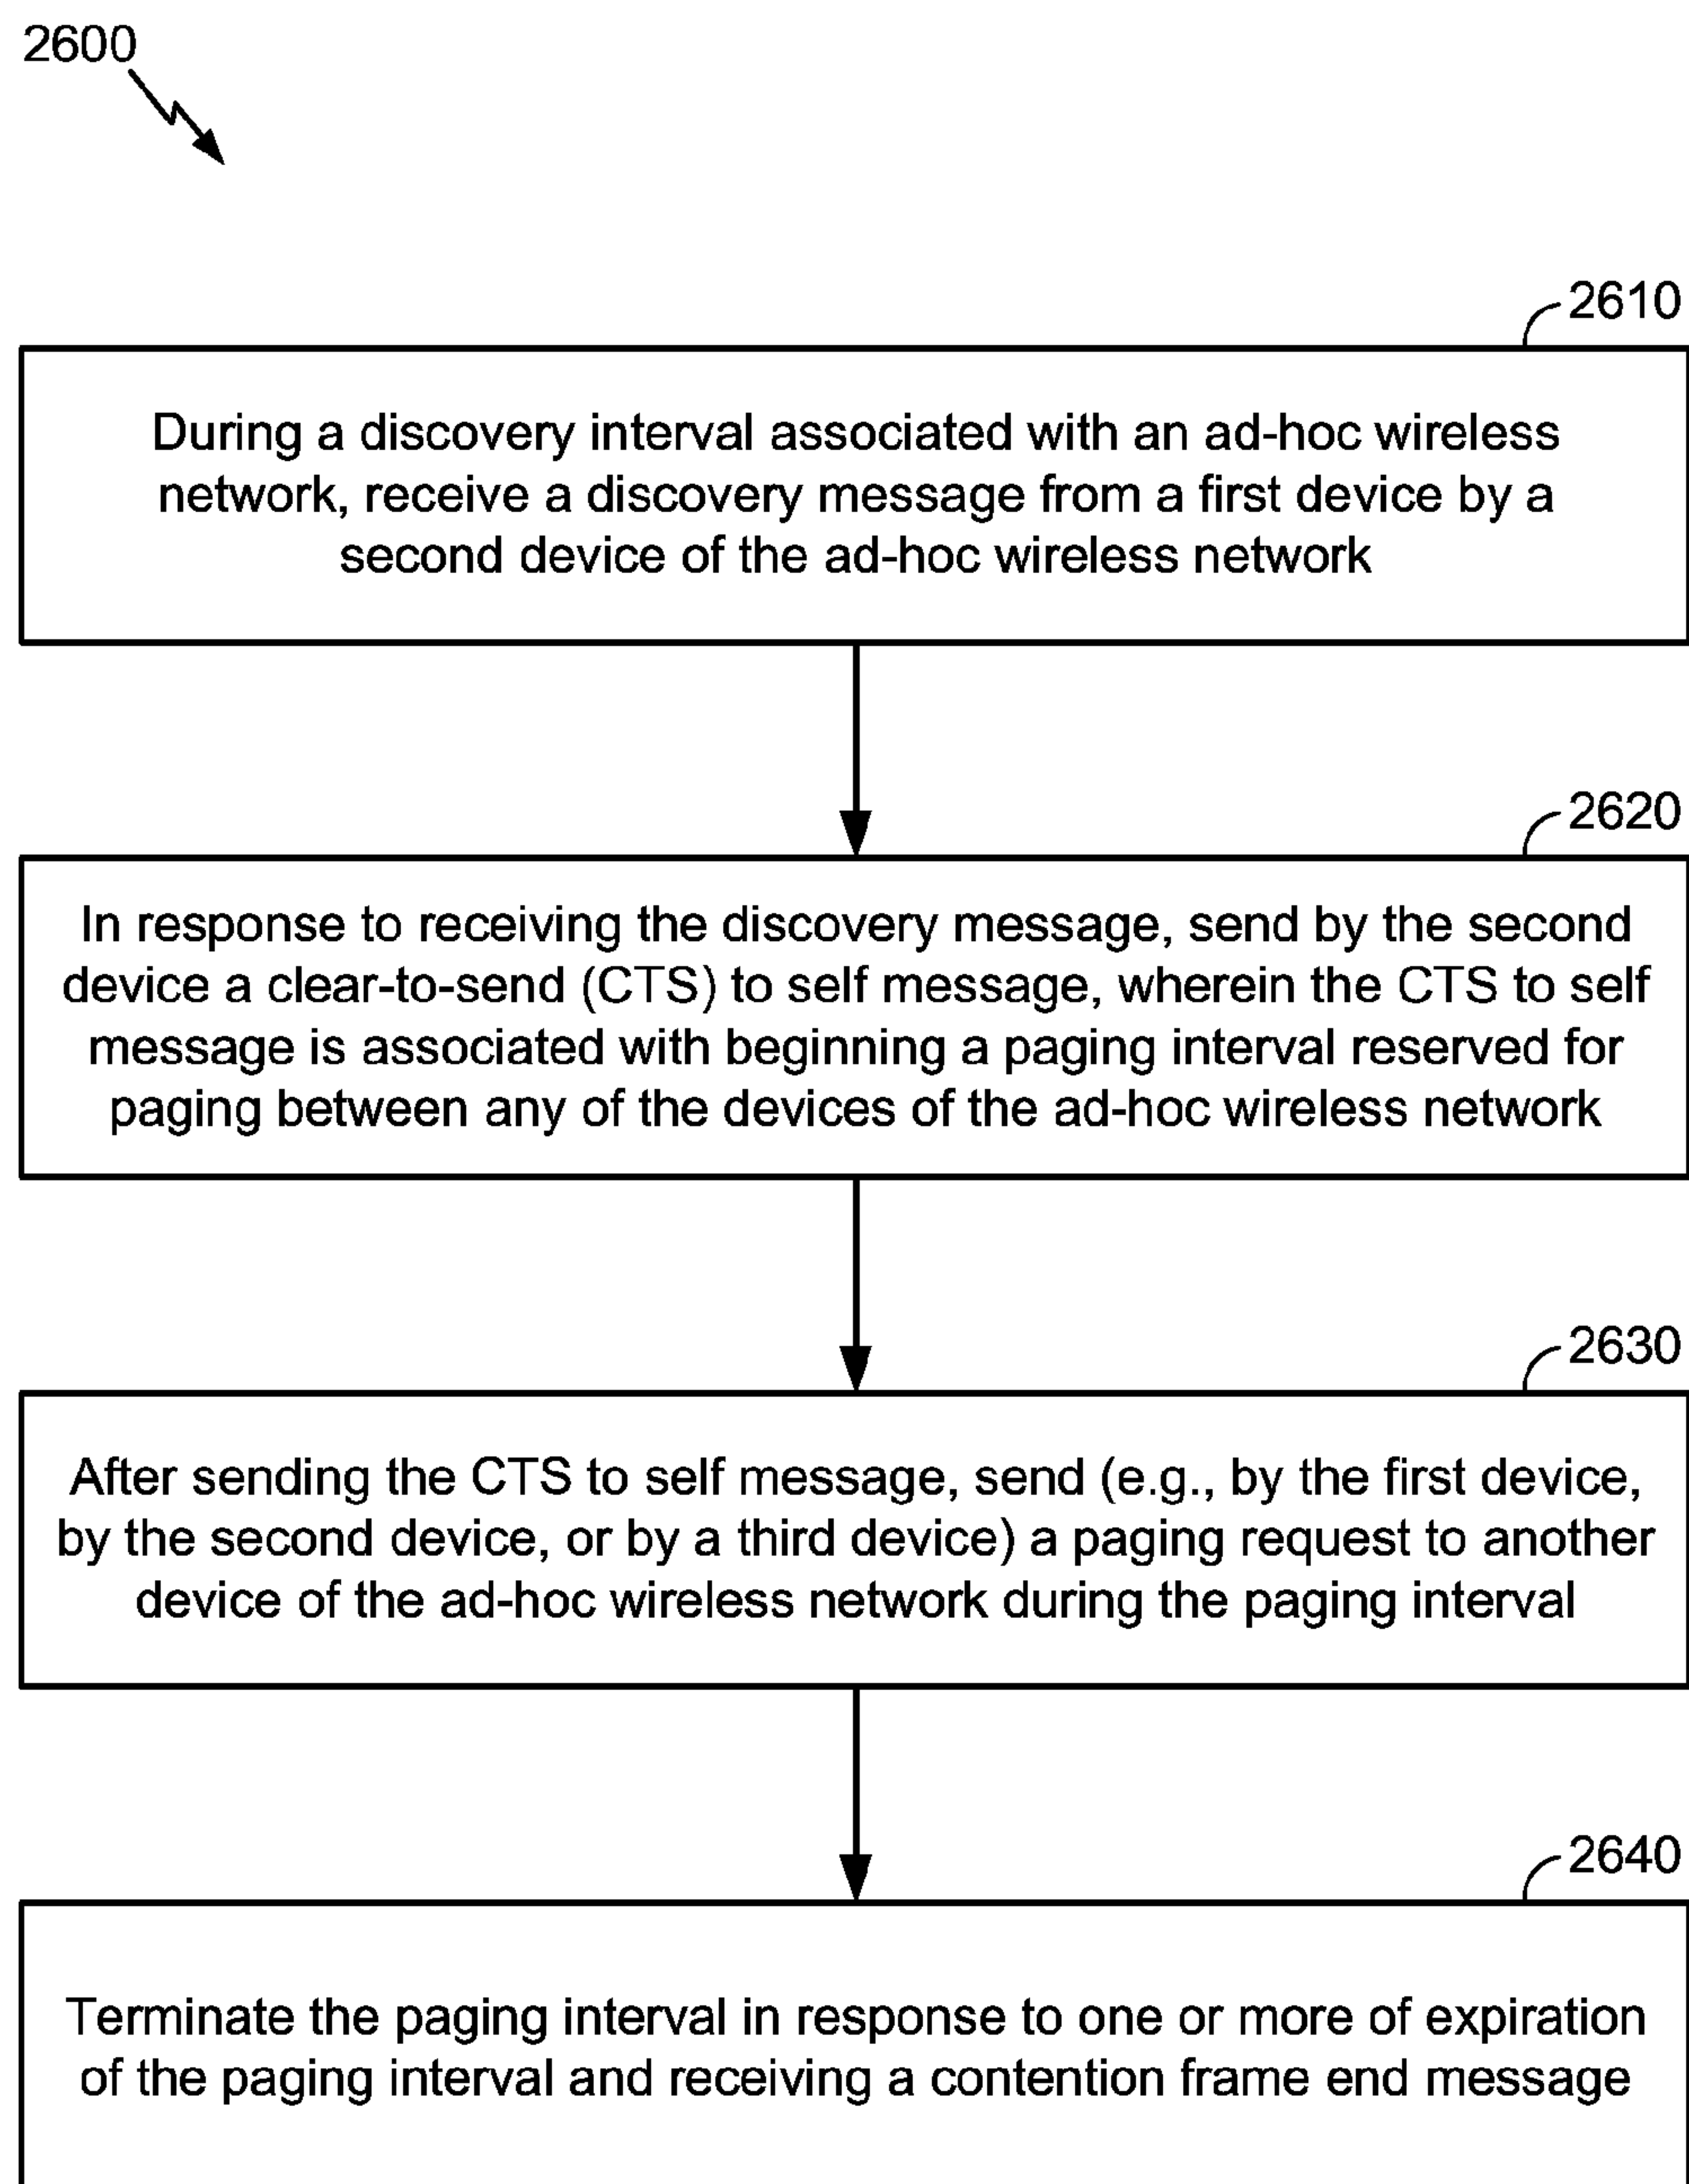 2600
2610
During a discovery interval associated with an ad-hoc wireless
network, receive a discovery message from a first device by a
second device of the ad-hoc wireless network
2620
In response to receiving the discovery message, send by the second
device a clear-to-send (CTS) to self message, wherein the CTS to self
message is associated with beginning a paging interval reserved for
paging between any of the devices of the ad-hoc wireless network
2630
After sending the CTS to self message, send (e.g., by the first device,
by the second device, or by a third device) a paging request to another
device of the ad-hoc wireless network during the paging interval
2640
Terminate the paging interval in response to one or more of expiration
of the paging interval and receiving a contention frame end message